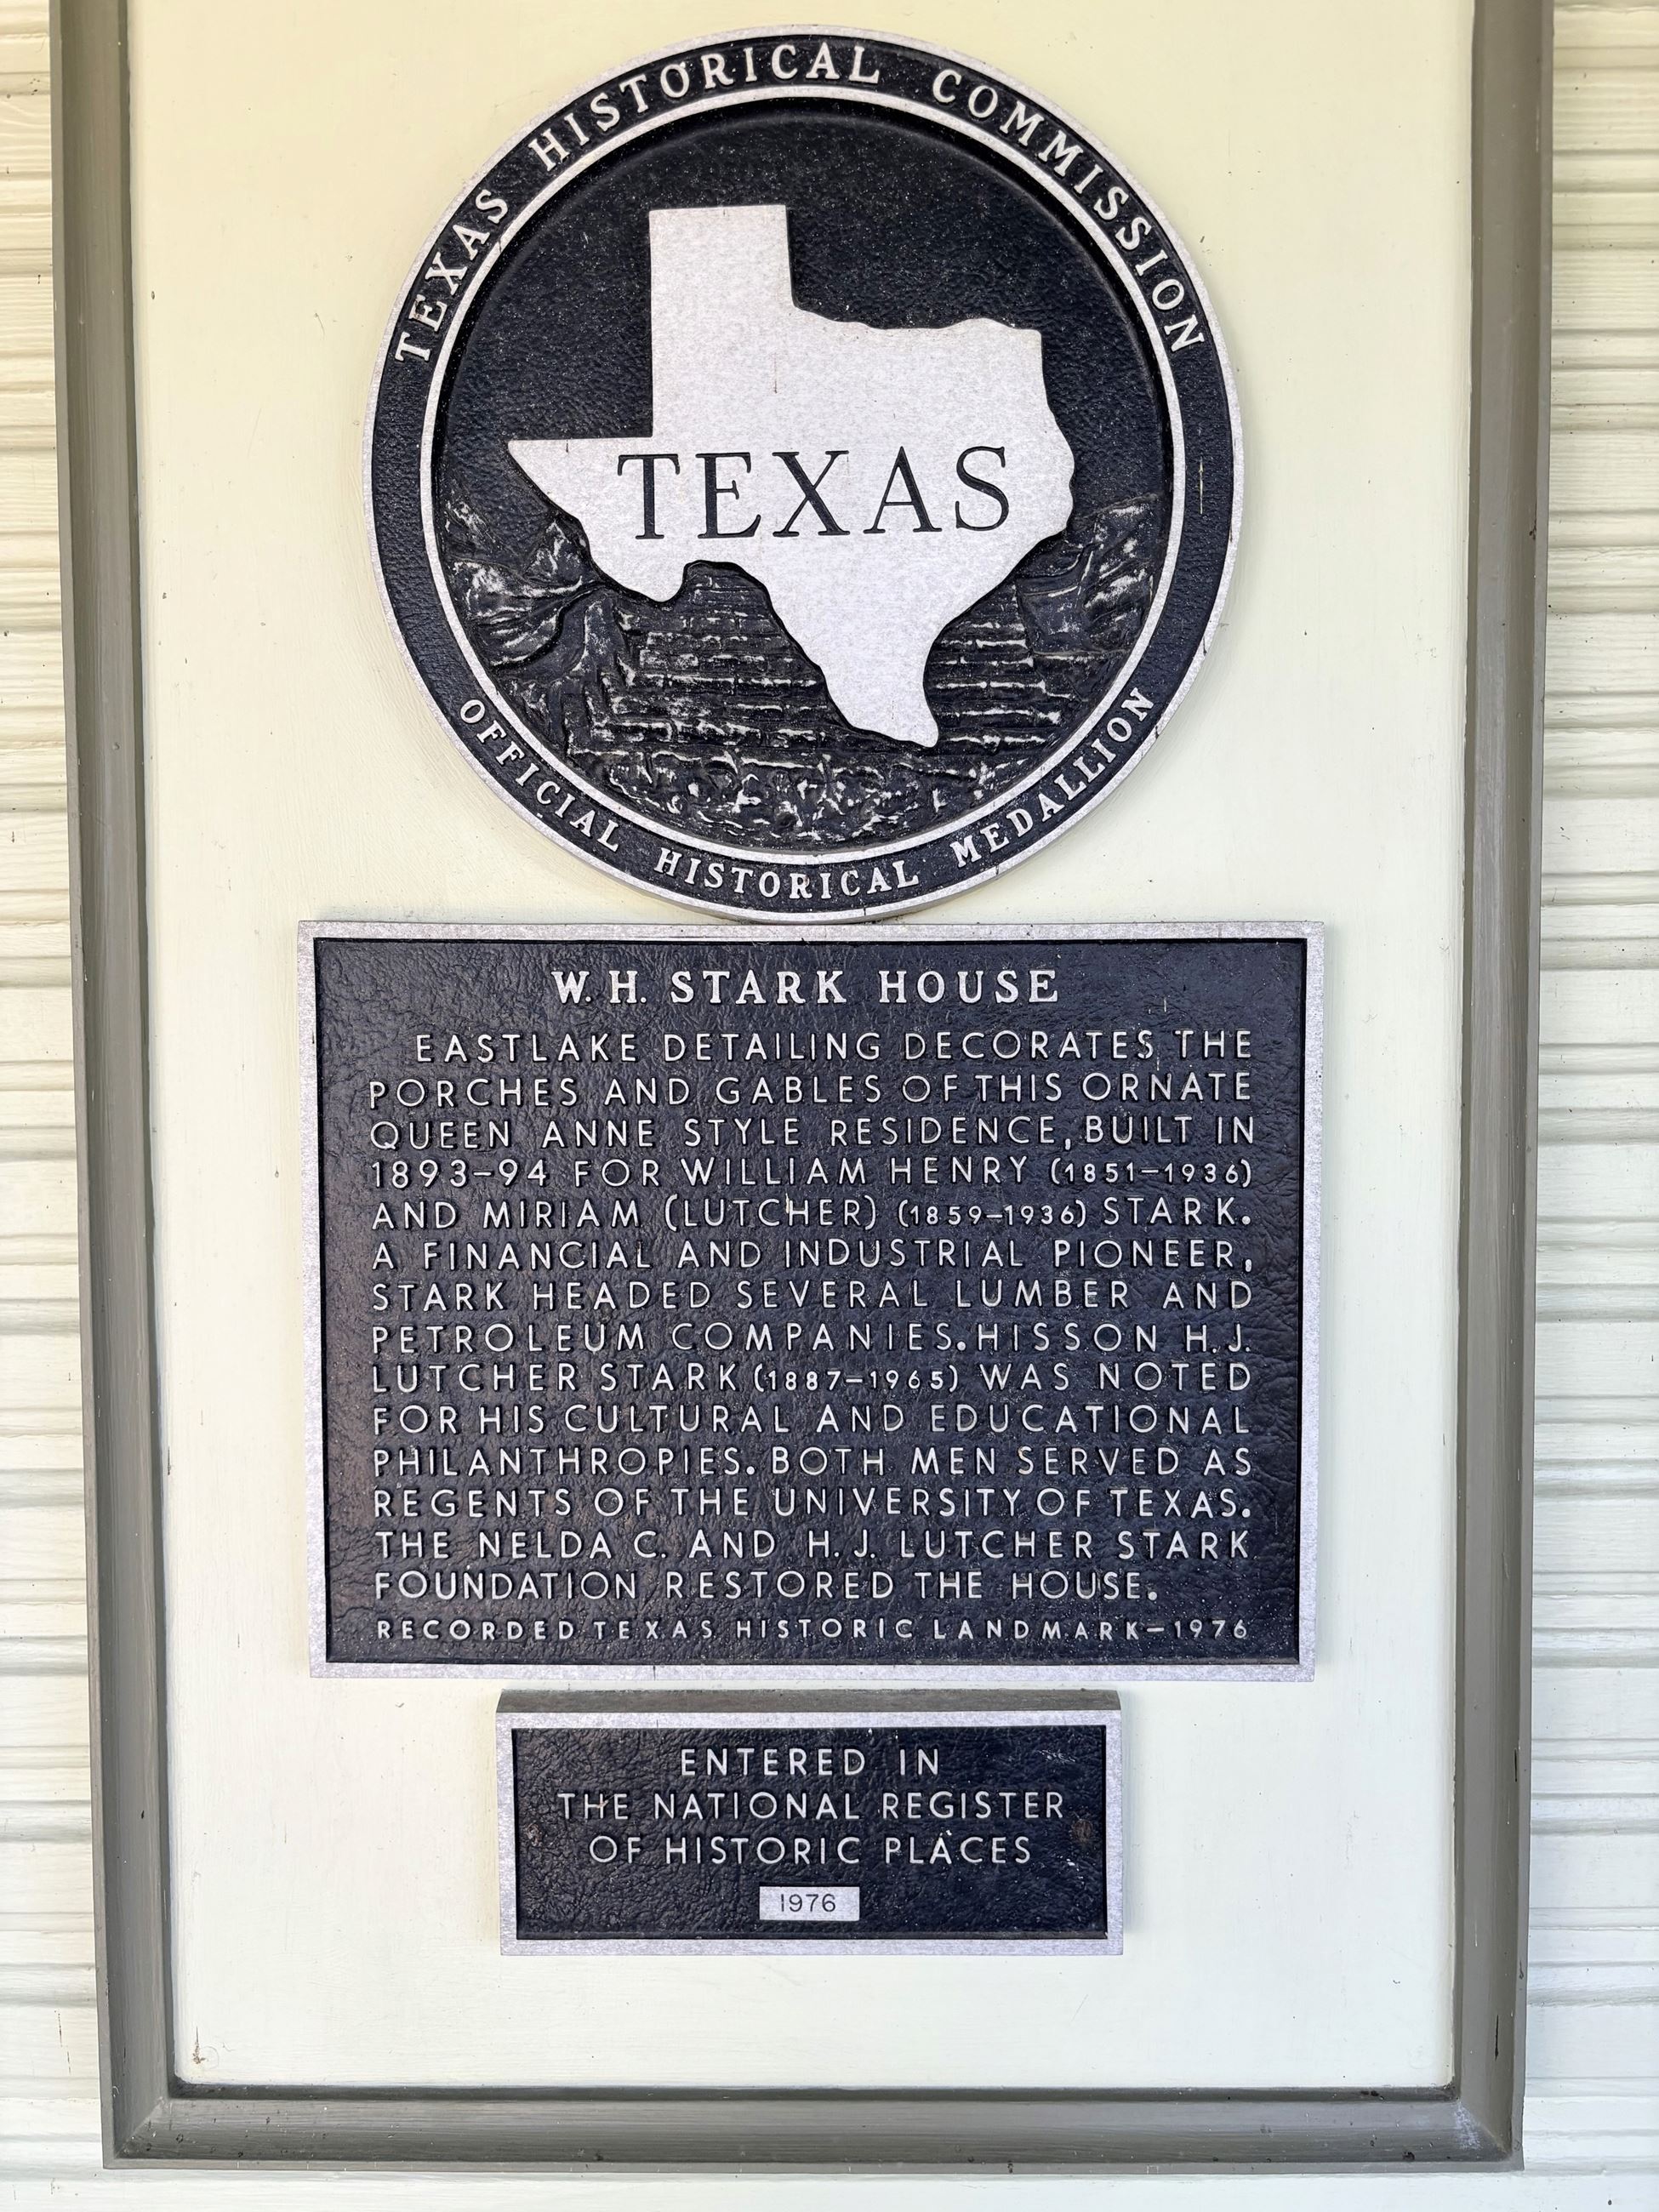 TEXAS HISTORICAL COMMISSION
TEXAS
OFFICIAL HISTORICAL MEDALLION
W. H. STARK HOUSE
EASTLAKE DETAILING DECORATES THE
PORCHES AND GABLES OF THIS ORNATE
QUEEN ANNE STYLE RESIDENCE, BUILT IN
1893-94 FOR WILLIAM HENRY (1851-1936)
AND MIRIAM (LUTCHER) (1859-1936) STARK.
A FINANCIAL AND INDUSTRIAL PIONEER,
STARK HEADED SEVERAL LUMBER AND
PETROLEUM COMPANIES. HIS SON H.J.
LUTCHER STARK (1887-1965) WAS NOTED
FOR HIS CULTURAL AND EDUCATIONAL
PHILANTHROPIES. BOTH MEN SERVED AS
REGENTS OF THE UNIVERSITY OF TEXAS.
THE NELDA C. AND H.J. LUTCHER STARK
FOUNDATION RESTORED THE HOUSE.
RECORDED TEXAS HISTORIC LANDMARK-1976
ENTERED IN
THE NATIONAL REGISTER
OF HISTORIC PLACES
1976